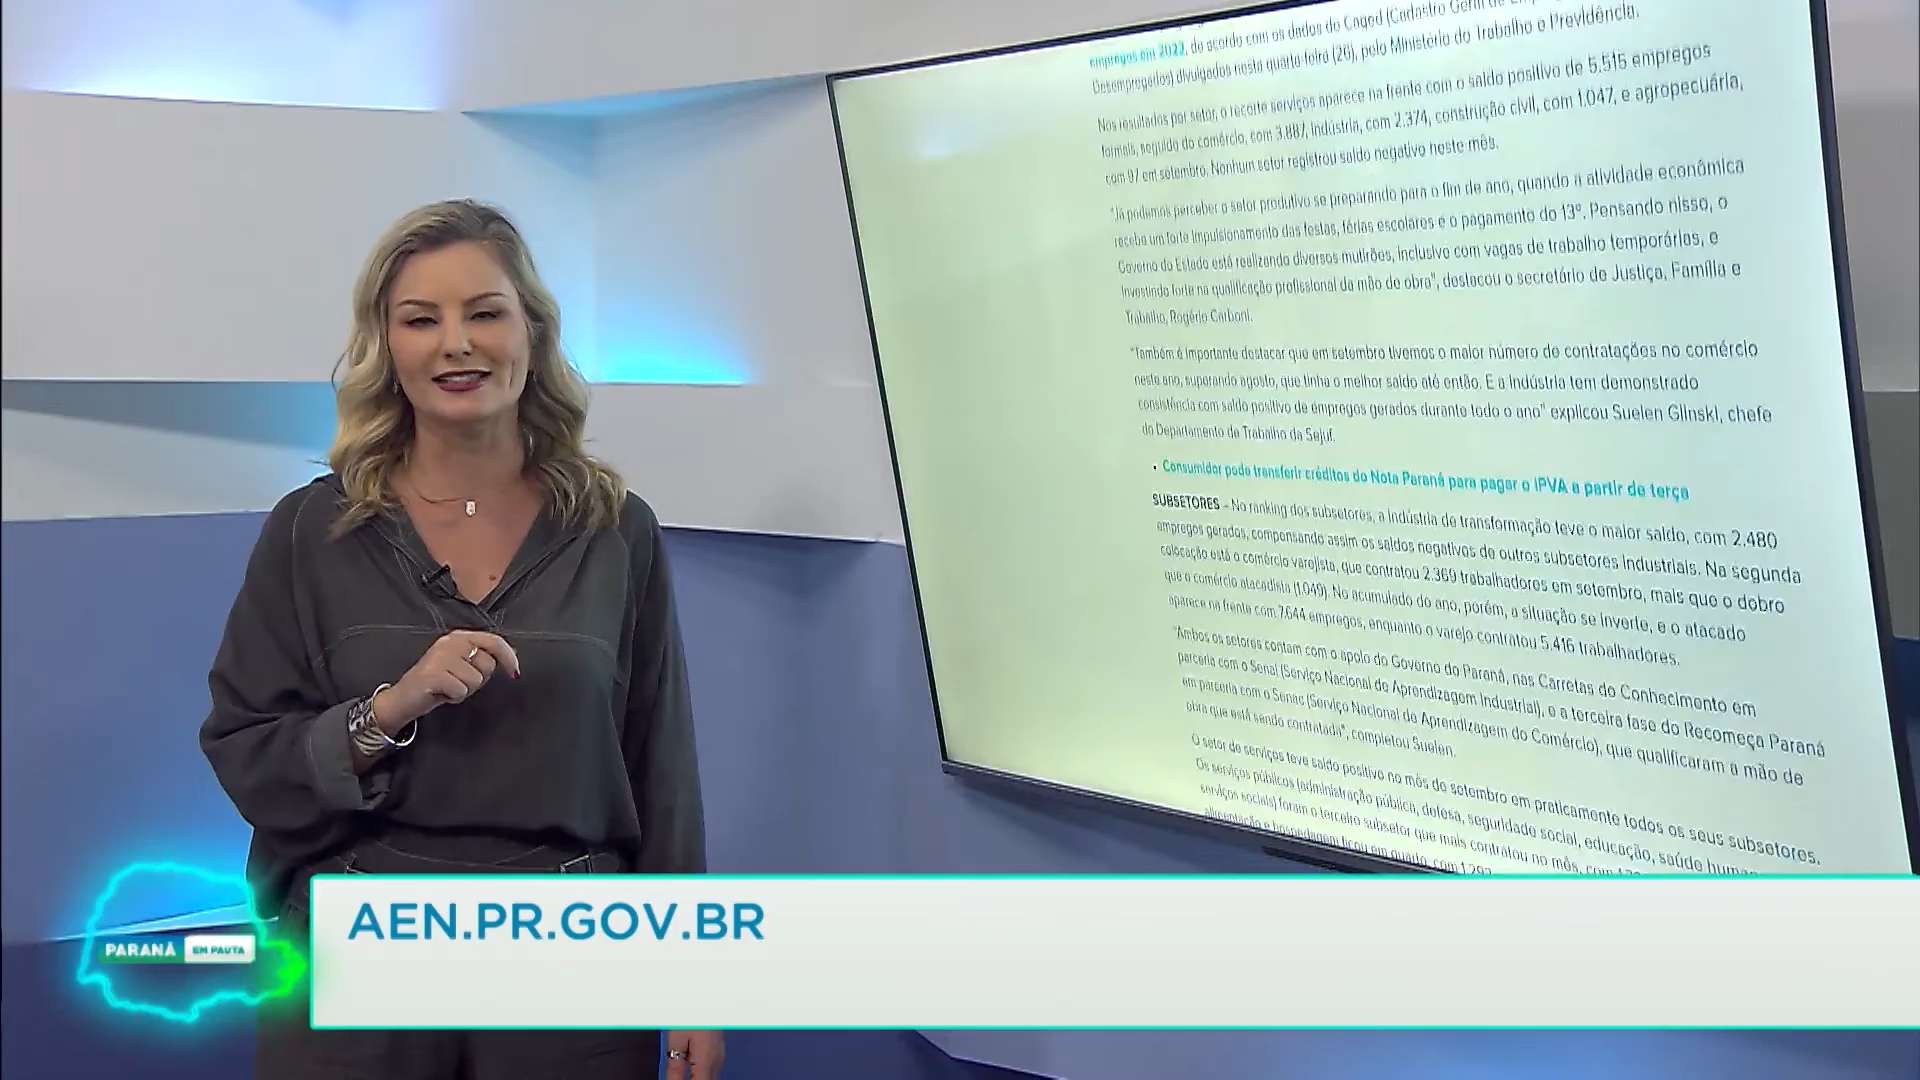 empregos em 2022, de acordo com os dados do Caged (Cadastro Geral de
Desempregados) divulgados nesta quarta-feira (26), pelo Ministério do Trabalho e Previdência.
Nos resultados por setor, o recorte serviços aparece na frente com o saldo positivo de 5.515 empregos
formais, seguido do comércio, com 3.887, indústria, com 2.374, construção civil, com 1.047, e agropecuária,
com 97 em setembro. Nenhum setor registrou saldo negativo neste mês.
"Já podemos perceber o setor produtivo se preparando para o fim de ano, quando a atividade econômica
recebe um forte impulsionamento das festas, férias escolares e o pagamento do 13º. Pensando nisso, o
Governo do Estado está realizando diversos mutirões, inclusive com vagas de trabalho temporárias, e
investindo forte na qualificação profissional da mão de obra", destacou o secretário de Justiça, Família e
Trabalho, Rogério Carboni.
"Também é importante destacar que em setembro tivemos o maior número de contratações no comércio
neste ano, superando agosto, que tinha o melhor saldo até então. E a indústria tem demonstrado
consistência com saldo positivo de empregos gerados durante todo o ano" explicou Suelen Glinski, chefe
do Departamento de Trabalho da Sejuf.
• Consumidor pode transferir créditos do Nota Paraná para pagar o IPVA a partir de terça
SUBSETORES – No ranking dos subsetores, a indústria de transformação teve o maior saldo, com 2.480
empregos gerados, compensando assim os saldos negativos de outros subsetores industriais. Na segunda
colocação está o comércio varejista, que contratou 2.369 trabalhadores em setembro, mais que o dobro
que o comércio atacadista (1.049). No acumulado do ano, porém, a situação se inverte, e o atacado
aparece na frente com 7.644 empregos, enquanto o varejo contratou 5.416 trabalhadores.
"Ambos os setores contam com o apoio do Governo do Paraná, nas Carretas do Conhecimento em
parceria com o Senai (Serviço Nacional de Aprendizagem Industrial), e a terceira fase do Recomeça Paraná
em parceria com o Senac (Serviço Nacional de Aprendizagem do Comércio), que qualificaram a mão de
obra que está sendo contratada", completou Suelen.
O setor de serviços teve saldo positivo no mês de setembro em praticamente todos os seus subsetores.
Os serviços públicos (administração pública, defesa, seguridade social, educação, saúde
serviços sociais) foram o terceiro subsetor que mais contratou no mês, com
alimentação e hospedagem ficou em quarto, com 1.292
AEN.PR.GOV.BR
PARANÁ EM PAUTA